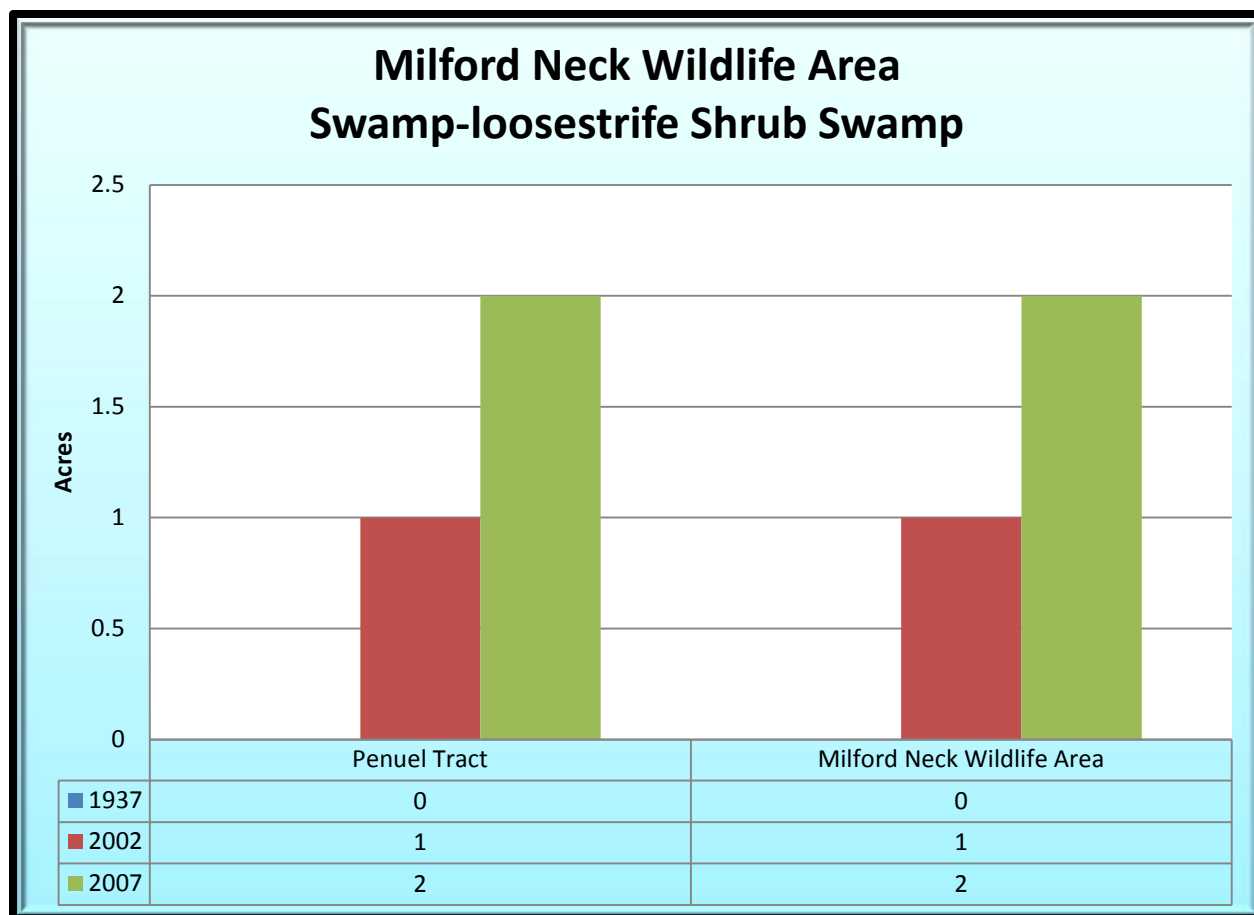 Milford Neck Wildlife Area
Swamp-loosestrife Shrub Swamp
2.5
2
1.5
1
0.5
0
Acres
Penuel Tract Milford Neck Wildlife Area
1937 0 0
2002 1 1
2007 2 2